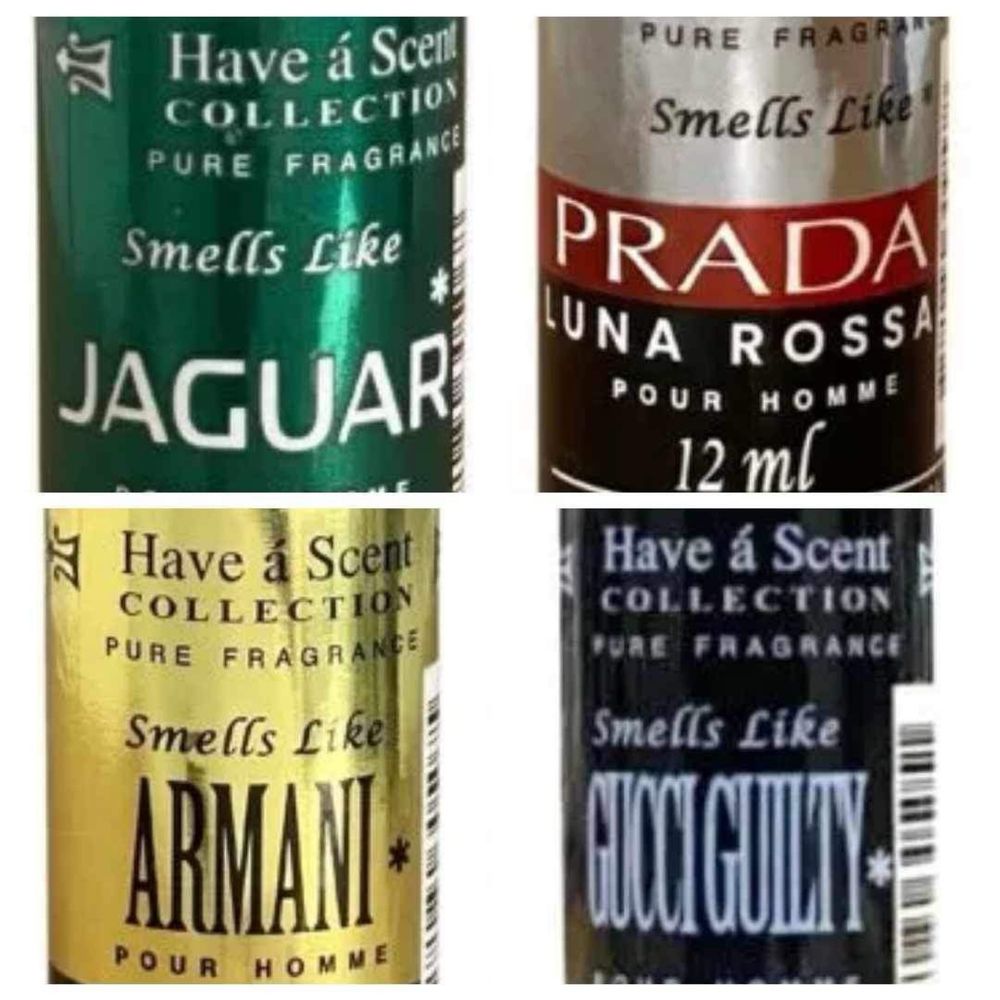 Have á Scent
COLLECTION
PURE FRAGRANCE
Smells Like
*
JAGUAR
PURE FRAGRAN
Smells Like *
PRADA
LUNA ROSSA
POUR HOMME
12 ml
Have á Scent
COLLECTION
PURE FRAGRANCE
Smells Like
ARMANI *
POUR HOMME
Have á Scent
COLLECTION
PURE FRAGRANCE
Smells Like
GUCCI GUILTY *